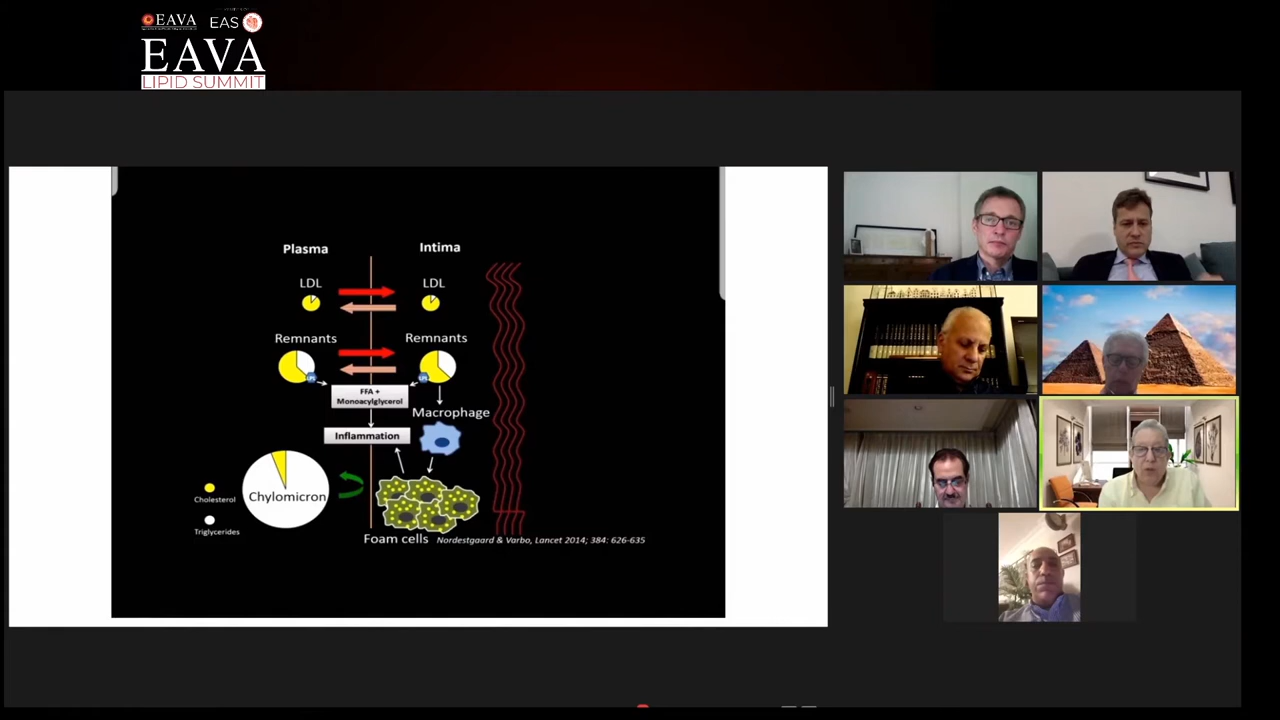 EAVA
EAS
EAVA
LIPID SUMMIT
Plasma
Intima
LDL
LDL
Remnants
Remnants
FFA +
Monoacylglycerol
Macrophage
Inflammation
Chylomicron
Cholesterol
Triglycerides
Foam cells
Nordestgaard & Varbo, Lancet 2014; 384: 626-635